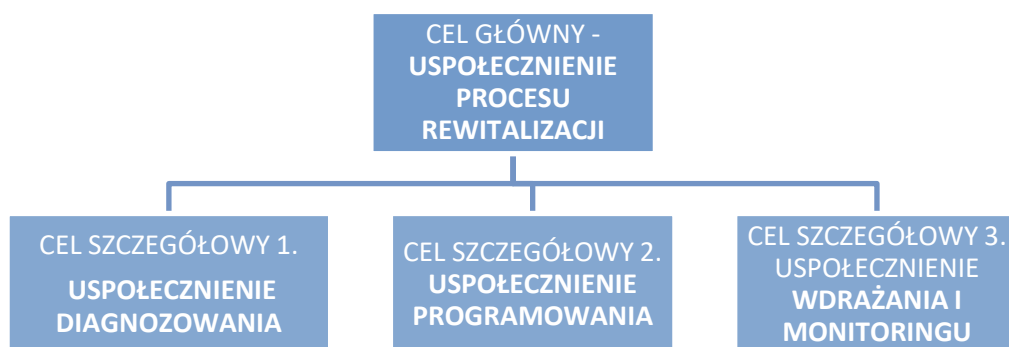 CEL GŁÓWNY -
USPOŁECZNIENIE
PROCESU
REWITALIZACJI
CEL SZCZEGÓŁOWY 1.
USPOŁECZNIENIE
DIAGNOZOWANIA
CEL SZCZEGÓŁOWY 2.
USPOŁECZNIENIE
PROGRAMOWANIA
CEL SZCZEGÓŁOWY 3.
USPOŁECZNIENIE
WDRAŻANIA I
MONITORINGU